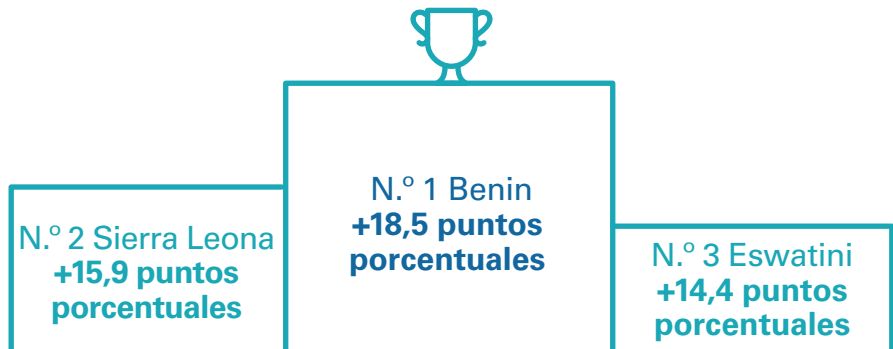 N.º 2 Sierra Leona
+15,9 puntos
porcentuales
N.º 1 Benin
+18,5 puntos
porcentuales
N.º 3 Eswatini
+14,4 puntos
porcentuales